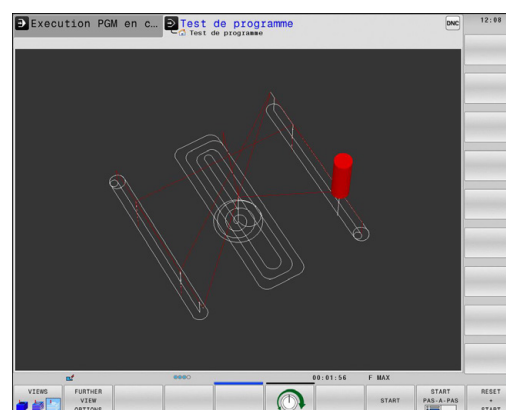 Execution PGM en c...
Test de programme
DNC
12:08
Test de programme
00:01:56 F MAX
VIEWS
FURTHER
VIEW
OPTIONS
START
START
PAS-A-PAS
RESET
+
START